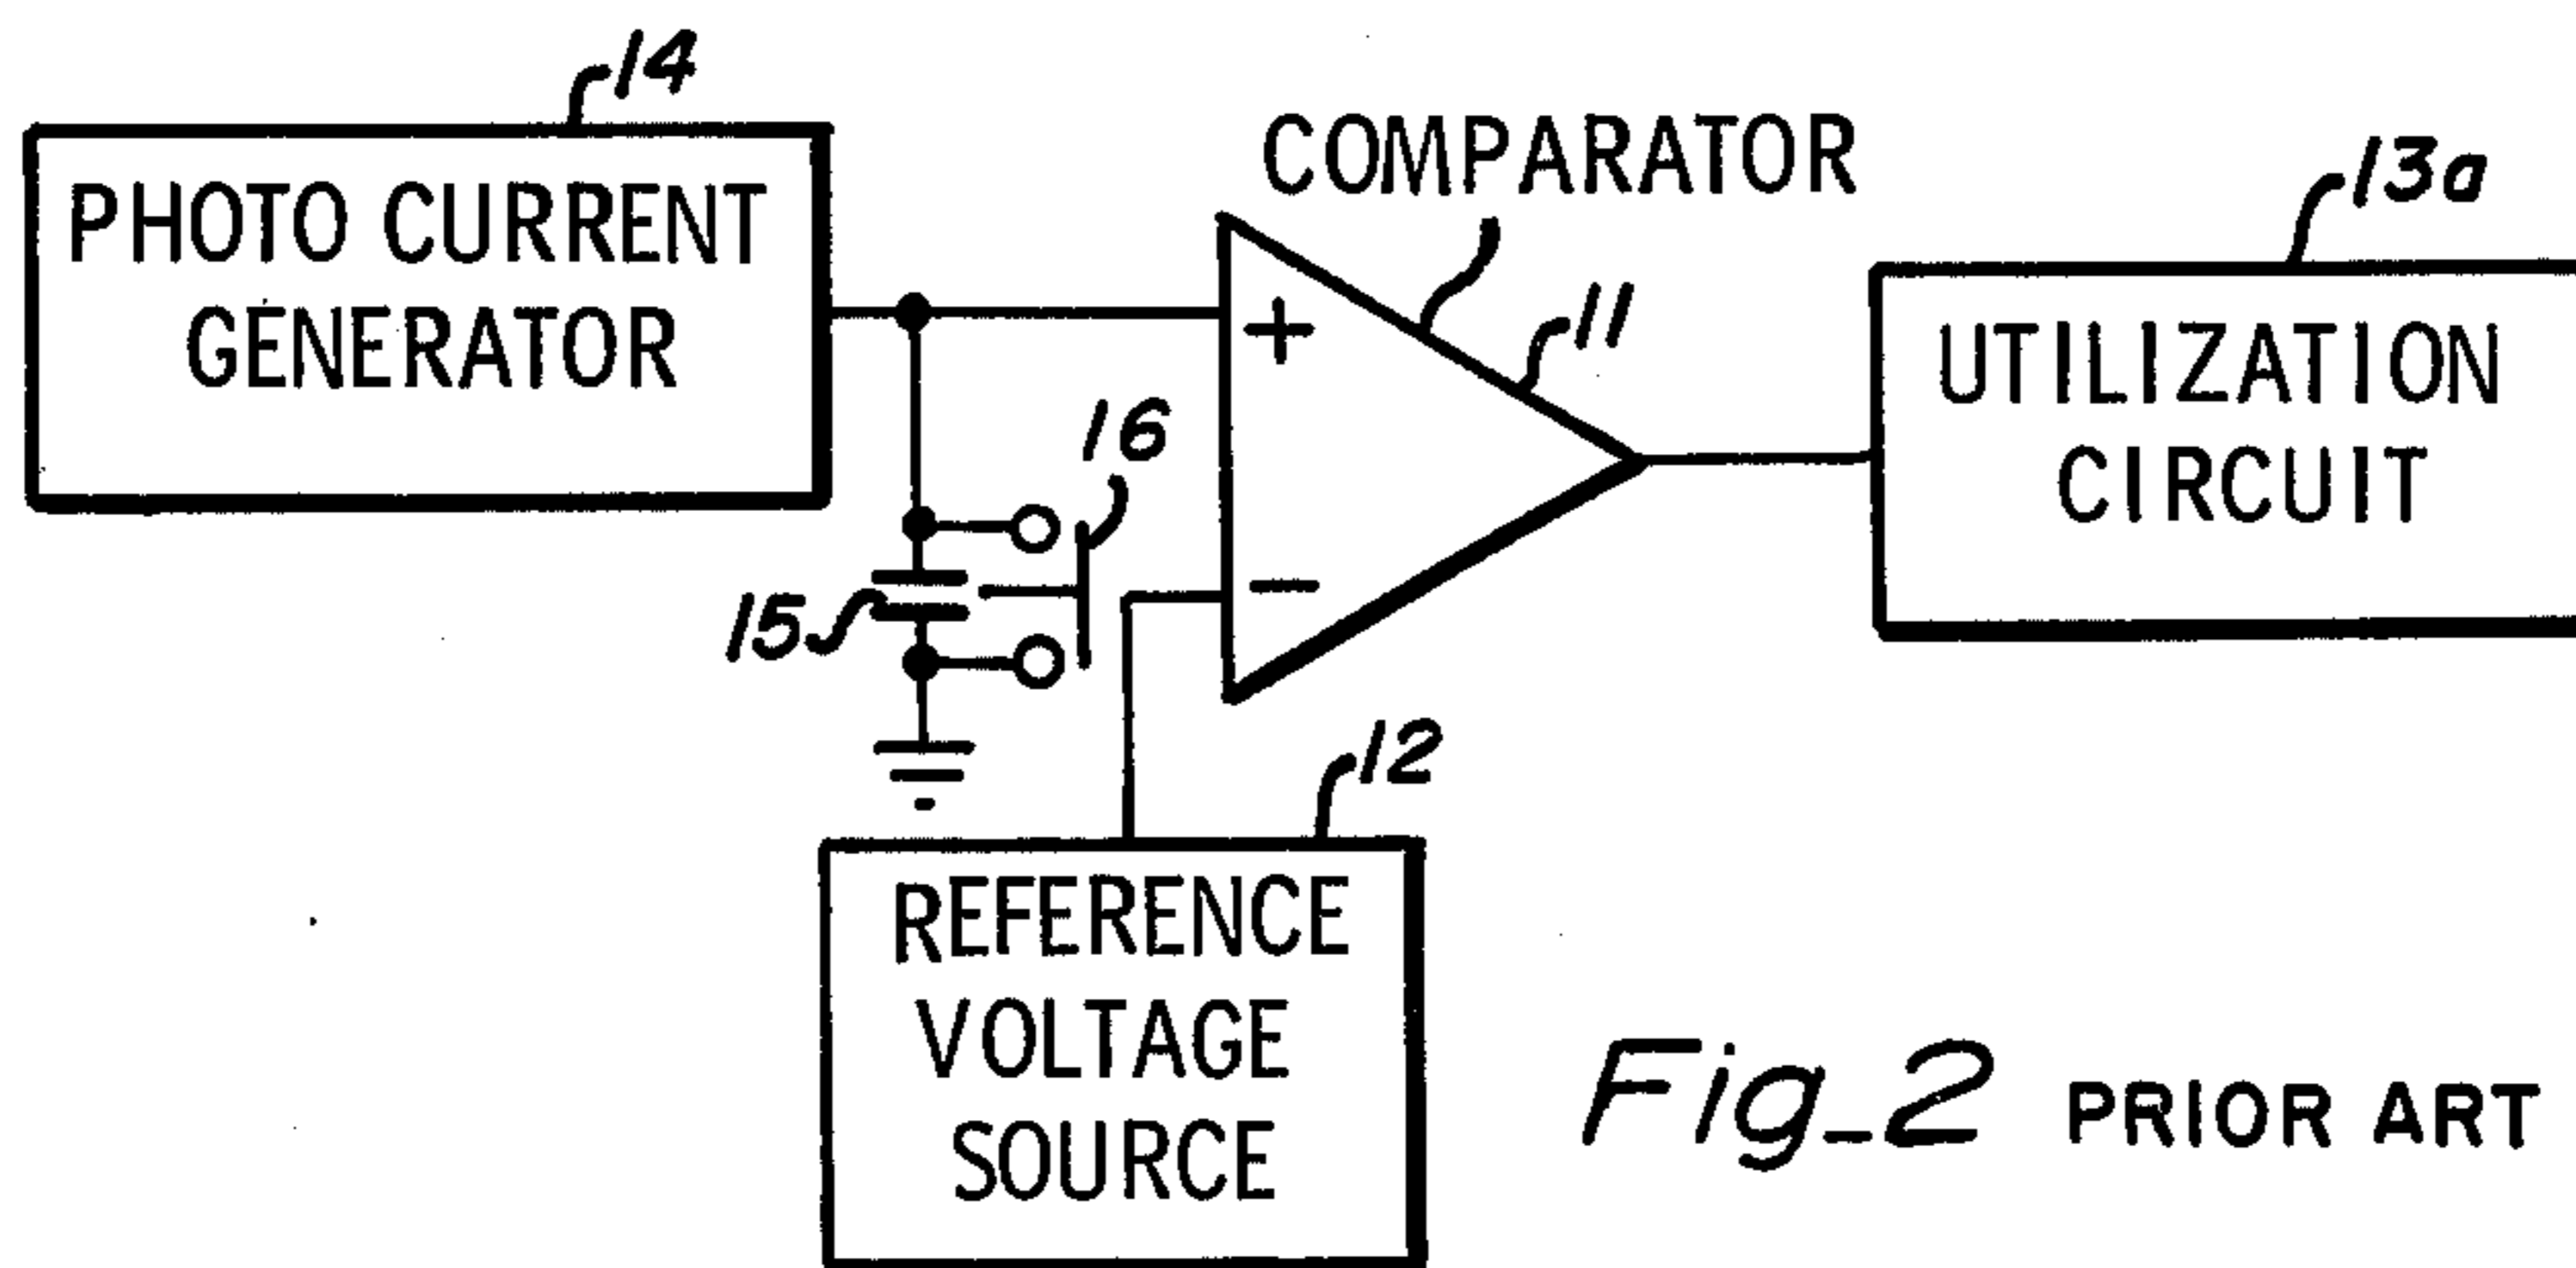 14
PHOTO CURRENT
GENERATOR
COMPARATOR
+
−
11
13a
UTILIZATION
CIRCUIT
16
15
12
REFERENCE
VOLTAGE
SOURCE
Fig_2 PRIOR ART